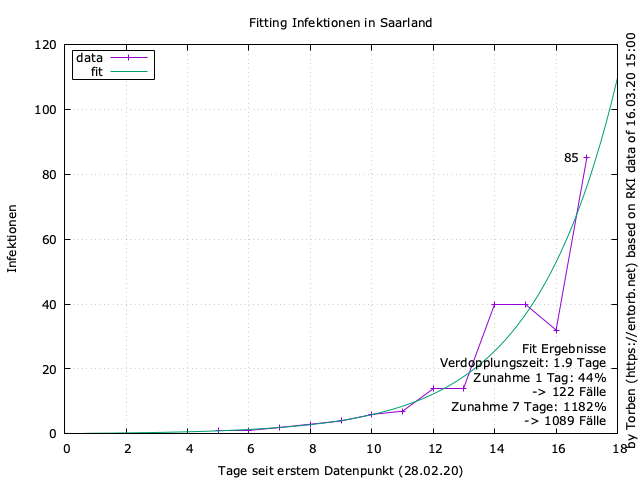 Fitting Infektionen in Saarland
data
fit
120
100
80
60
40
20
0
Infektionen
85
Fit Ergebnisse
Verdopplungszeit: 1.9 Tage
Zunahme 1 Tag: 44%
-> 122 Fälle
Zunahme 7 Tage: 1182%
-> 1089 Fälle
0 2 4 6 8 10 12 14 16 18
Tage seit erstem Datenpunkt (28.02.20)
by Torben (https://entorb.net) based on RKI data of 16.03.20 15:00